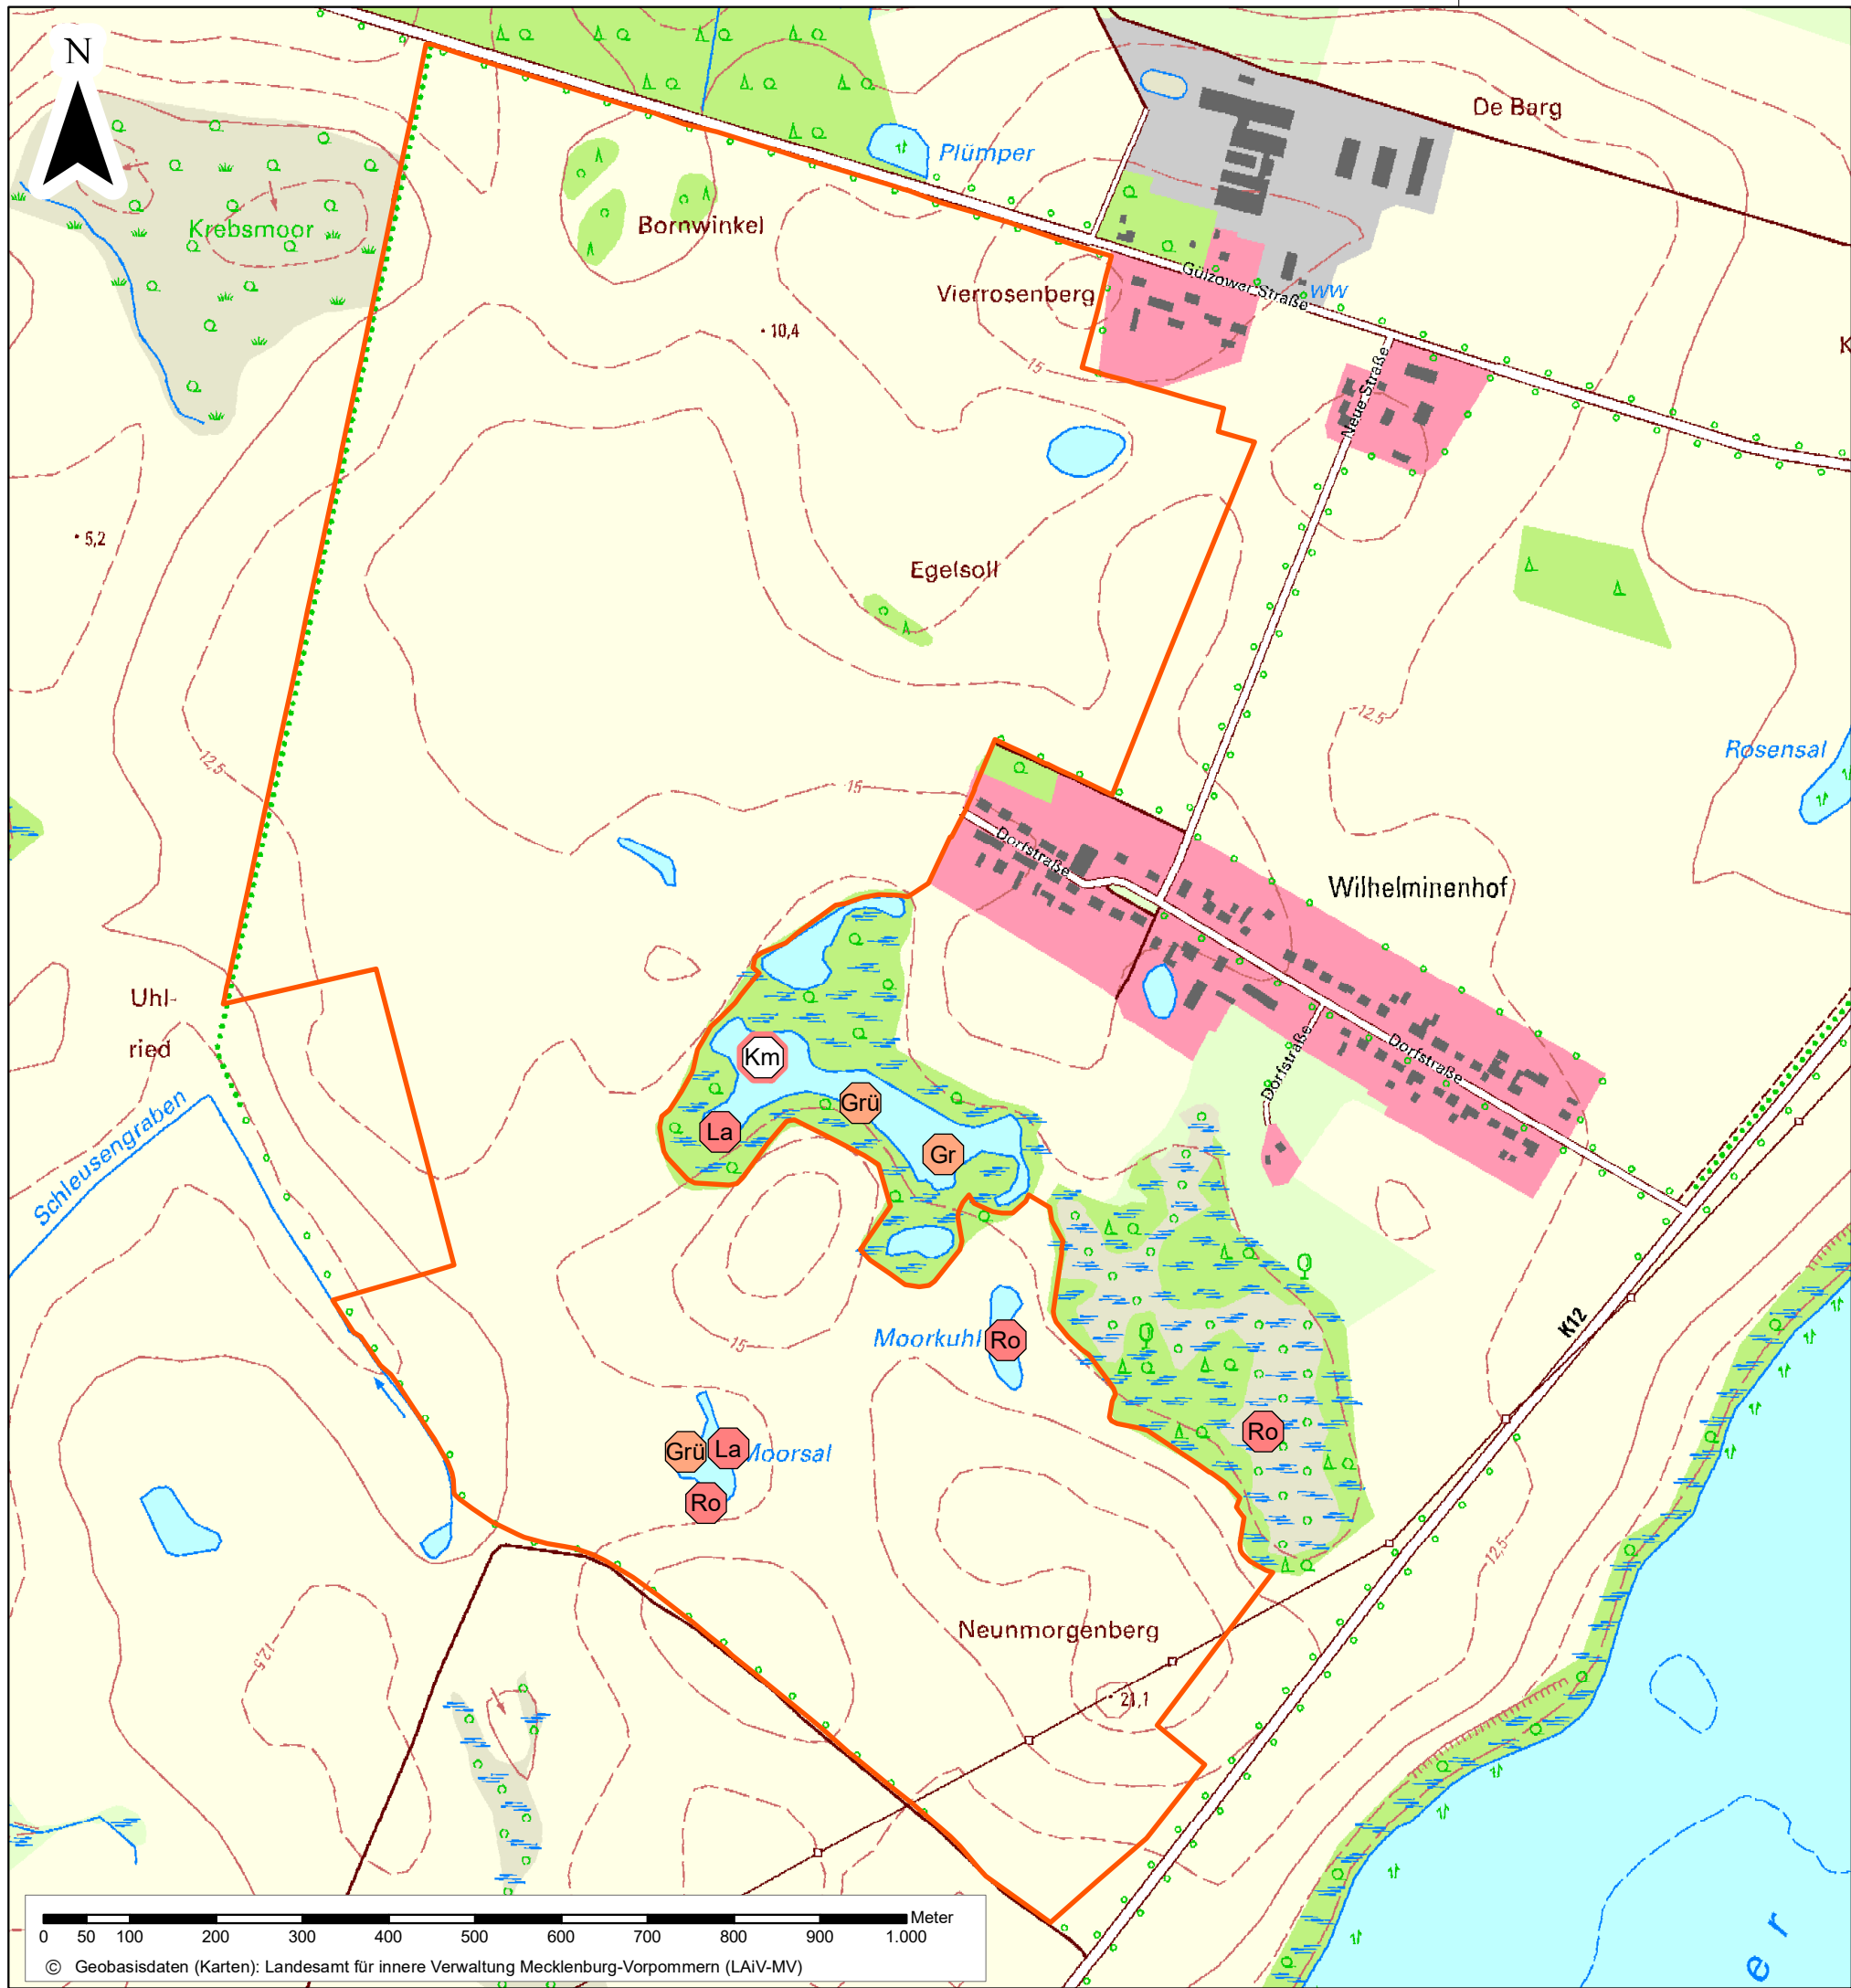 N
De Barg
Plümper
Bornwinkel
Krebsmoor
Gülzower Straße
WW
Vierrosenberg
10,4
K
15
Neue Straße
5,2
Egelsoll
12,5
Rosensal
12,5
15
Dorfstraße
Wilhelminenhof
Uhl-
ried
Dorfstraße
Dorfstraße
Km
Grü
La
Gr
Schleusengraben
K12
Moorkuhl
Ro
15
Ro
Grü
La
Moorsal
Ro
12,5
Neunmorgenberg
12,5
21,1
Meter
0 50 100 200 300 400 500 600 700 800 900 1.000
© Geobasisdaten (Karten): Landesamt für innere Verwaltung Mecklenburg-Vorpommern (LAiV-MV)
e r